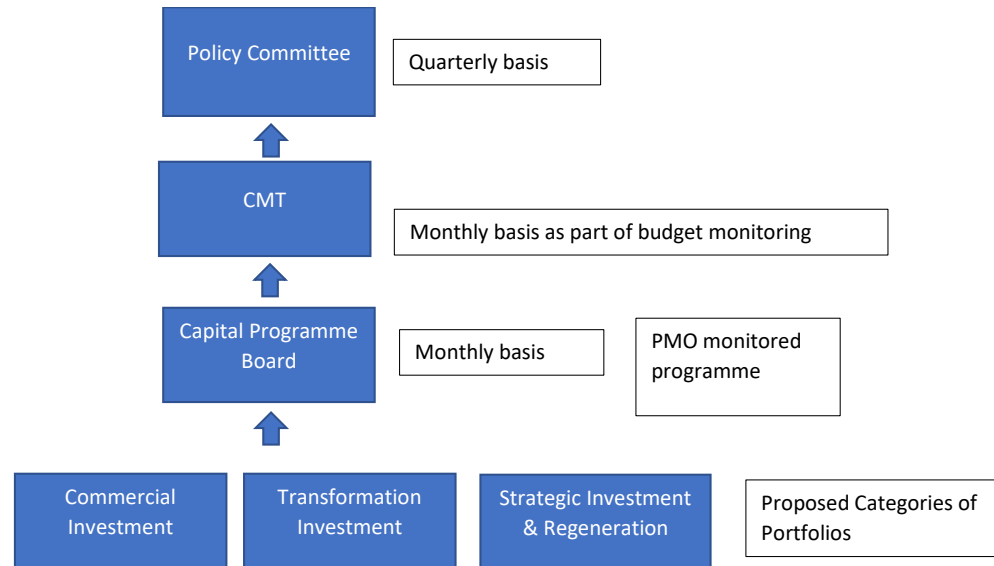 Policy Committee
Quarterly basis
CMT
Monthly basis as part of budget monitoring
Capital Programme
Board
Monthly basis
PMO monitored
programme
Commercial
Investment
Transformation
Investment
Strategic Investment
& Regeneration
Proposed Categories of
Portfolios